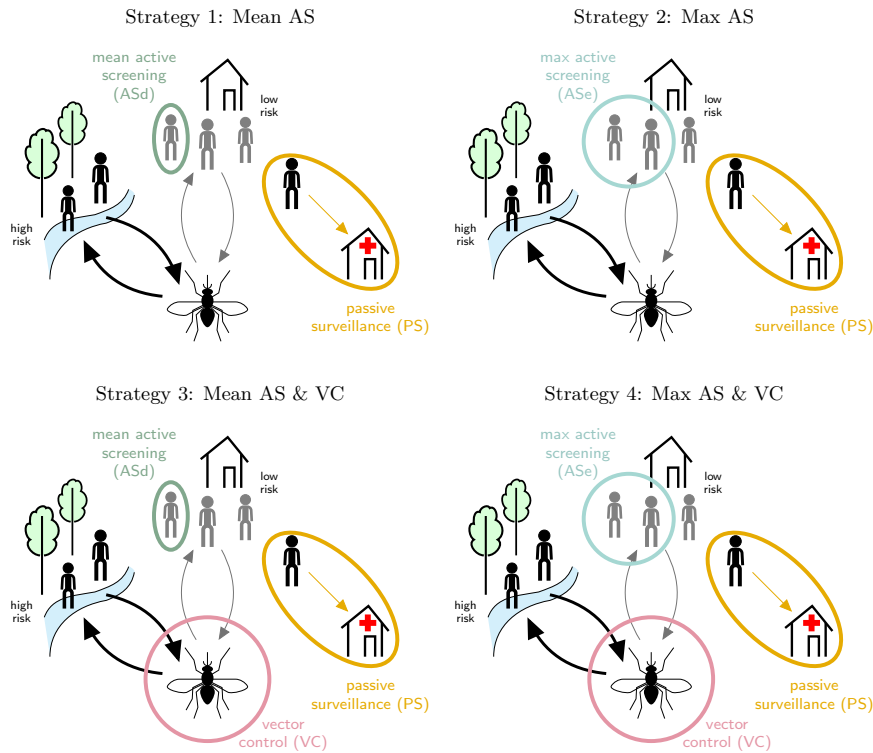 Strategy 1: Mean AS
mean active
screening
(ASd)
low
risk
high
risk
passive
surveillance (PS)
Strategy 2: Max AS
max active
screening
(ASe)
low
risk
high
risk
passive
surveillance (PS)
Strategy 3: Mean AS & VC
mean active
screening
(ASd)
low
risk
high
risk
passive
surveillance (PS)
vector
control (VC)
Strategy 4: Max AS & VC
max active
screening
(ASe)
low
risk
high
risk
passive
surveillance (PS)
vector
control (VC)